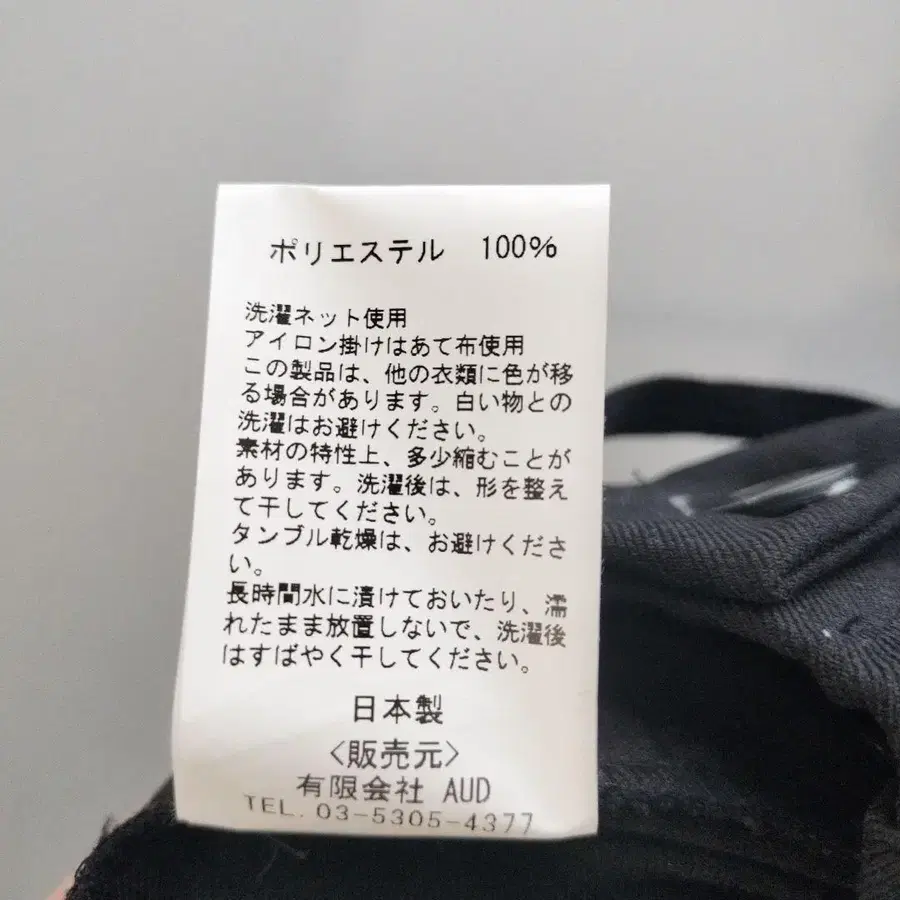 ポリエステル 100%
洗濯ネット使用
アイロン掛けはあて布使用
この製品は、他の衣類に色が移
る場合があります。白い物との
洗濯はお避けください。
素材の特性上、多少縮むことが
あります。洗濯後は、形を整え
て干してください。
タンブル乾燥は、お避けくださ
い。
長時間水に漬けておいたり、濡
れたまま放置しないで、洗濯後
はすばやく干してください。
日本製
〈販売元〉
有限会社 AUD
TEL. 03-5305-4377